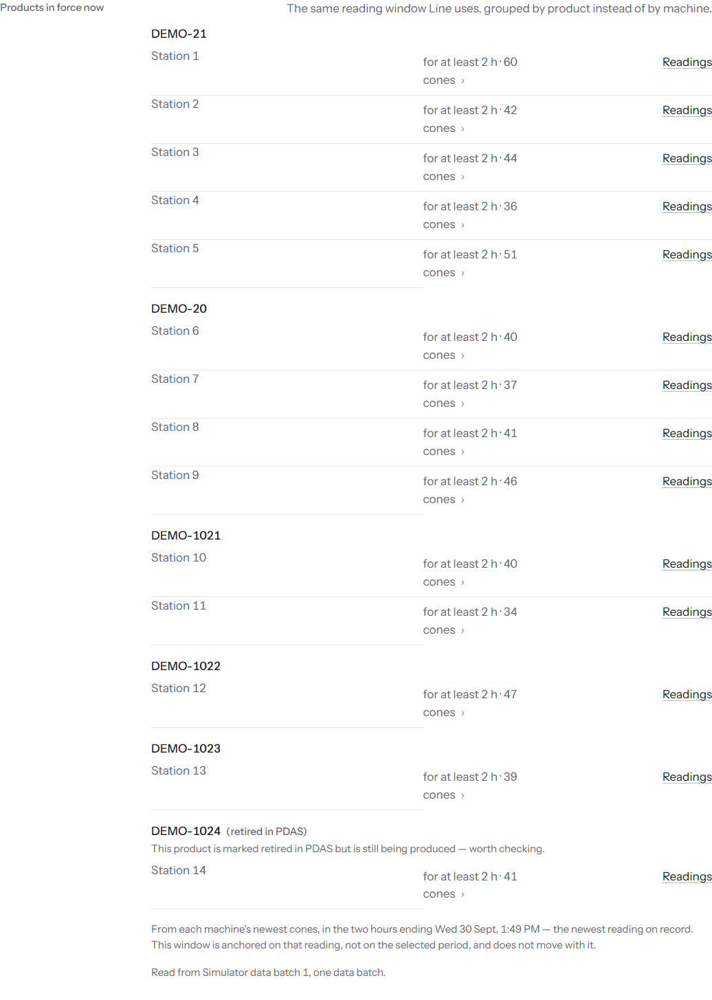 Products in force now
The same reading window Line uses, grouped by product instead of by machine.
DEMO-21
Station 1
for at least 2 h · 60
cones ›
Readings
Station 2
for at least 2 h · 42
cones ›
Readings
Station 3
for at least 2 h · 44
cones ›
Readings
Station 4
for at least 2 h · 36
cones ›
Readings
Station 5
for at least 2 h · 51
cones ›
Readings
DEMO-20
Station 6
for at least 2 h · 40
cones ›
Readings
Station 7
for at least 2 h · 37
cones ›
Readings
Station 8
for at least 2 h · 41
cones ›
Readings
Station 9
for at least 2 h · 46
cones ›
Readings
DEMO-1021
Station 10
for at least 2 h · 40
cones ›
Readings
Station 11
for at least 2 h · 34
cones ›
Readings
DEMO-1022
Station 12
for at least 2 h · 47
cones ›
Readings
DEMO-1023
Station 13
for at least 2 h · 39
cones ›
Readings
DEMO-1024 (retired in PDAS)
This product is marked retired in PDAS but is still being produced — worth checking.
Station 14
for at least 2 h · 41
cones ›
Readings
From each machine’s newest cones, in the two hours ending Wed 30 Sept, 1:49 PM — the newest reading on record.
This window is anchored on that reading, not on the selected period, and does not move with it.
Read from Simulator data batch 1, one data batch.